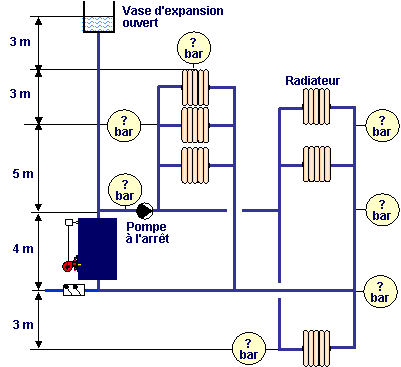 Vase d'expansion
ouvert
3 m
?
bar
3 m
Radiateur
?
bar
?
bar
5 m
?
bar
?
bar
Pompe
à l'arrêt
4 m
?
bar
3 m
?
bar